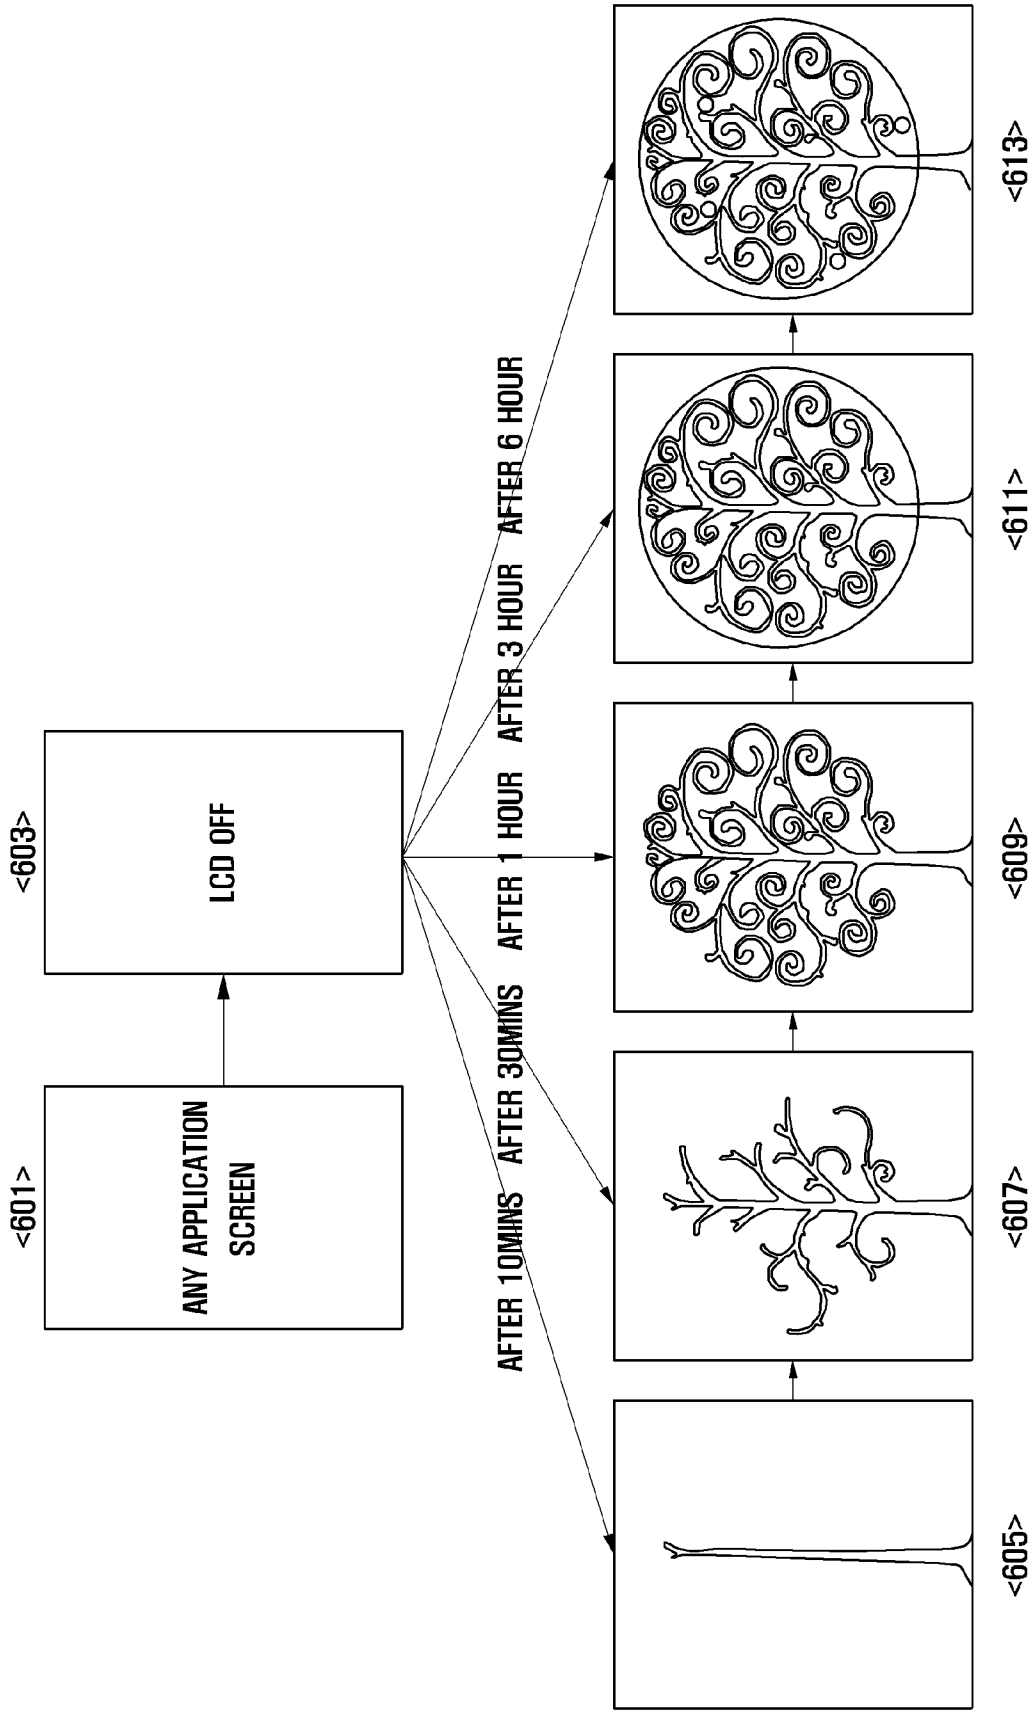 <601>
<603>
ANY APPLICATION
SCREEN
LCD OFF
AFTER 10MINS
AFTER 30MINS
AFTER 1 HOUR
AFTER 3 HOUR
AFTER 6 HOUR
<605>
<607>
<609>
<611>
<613>